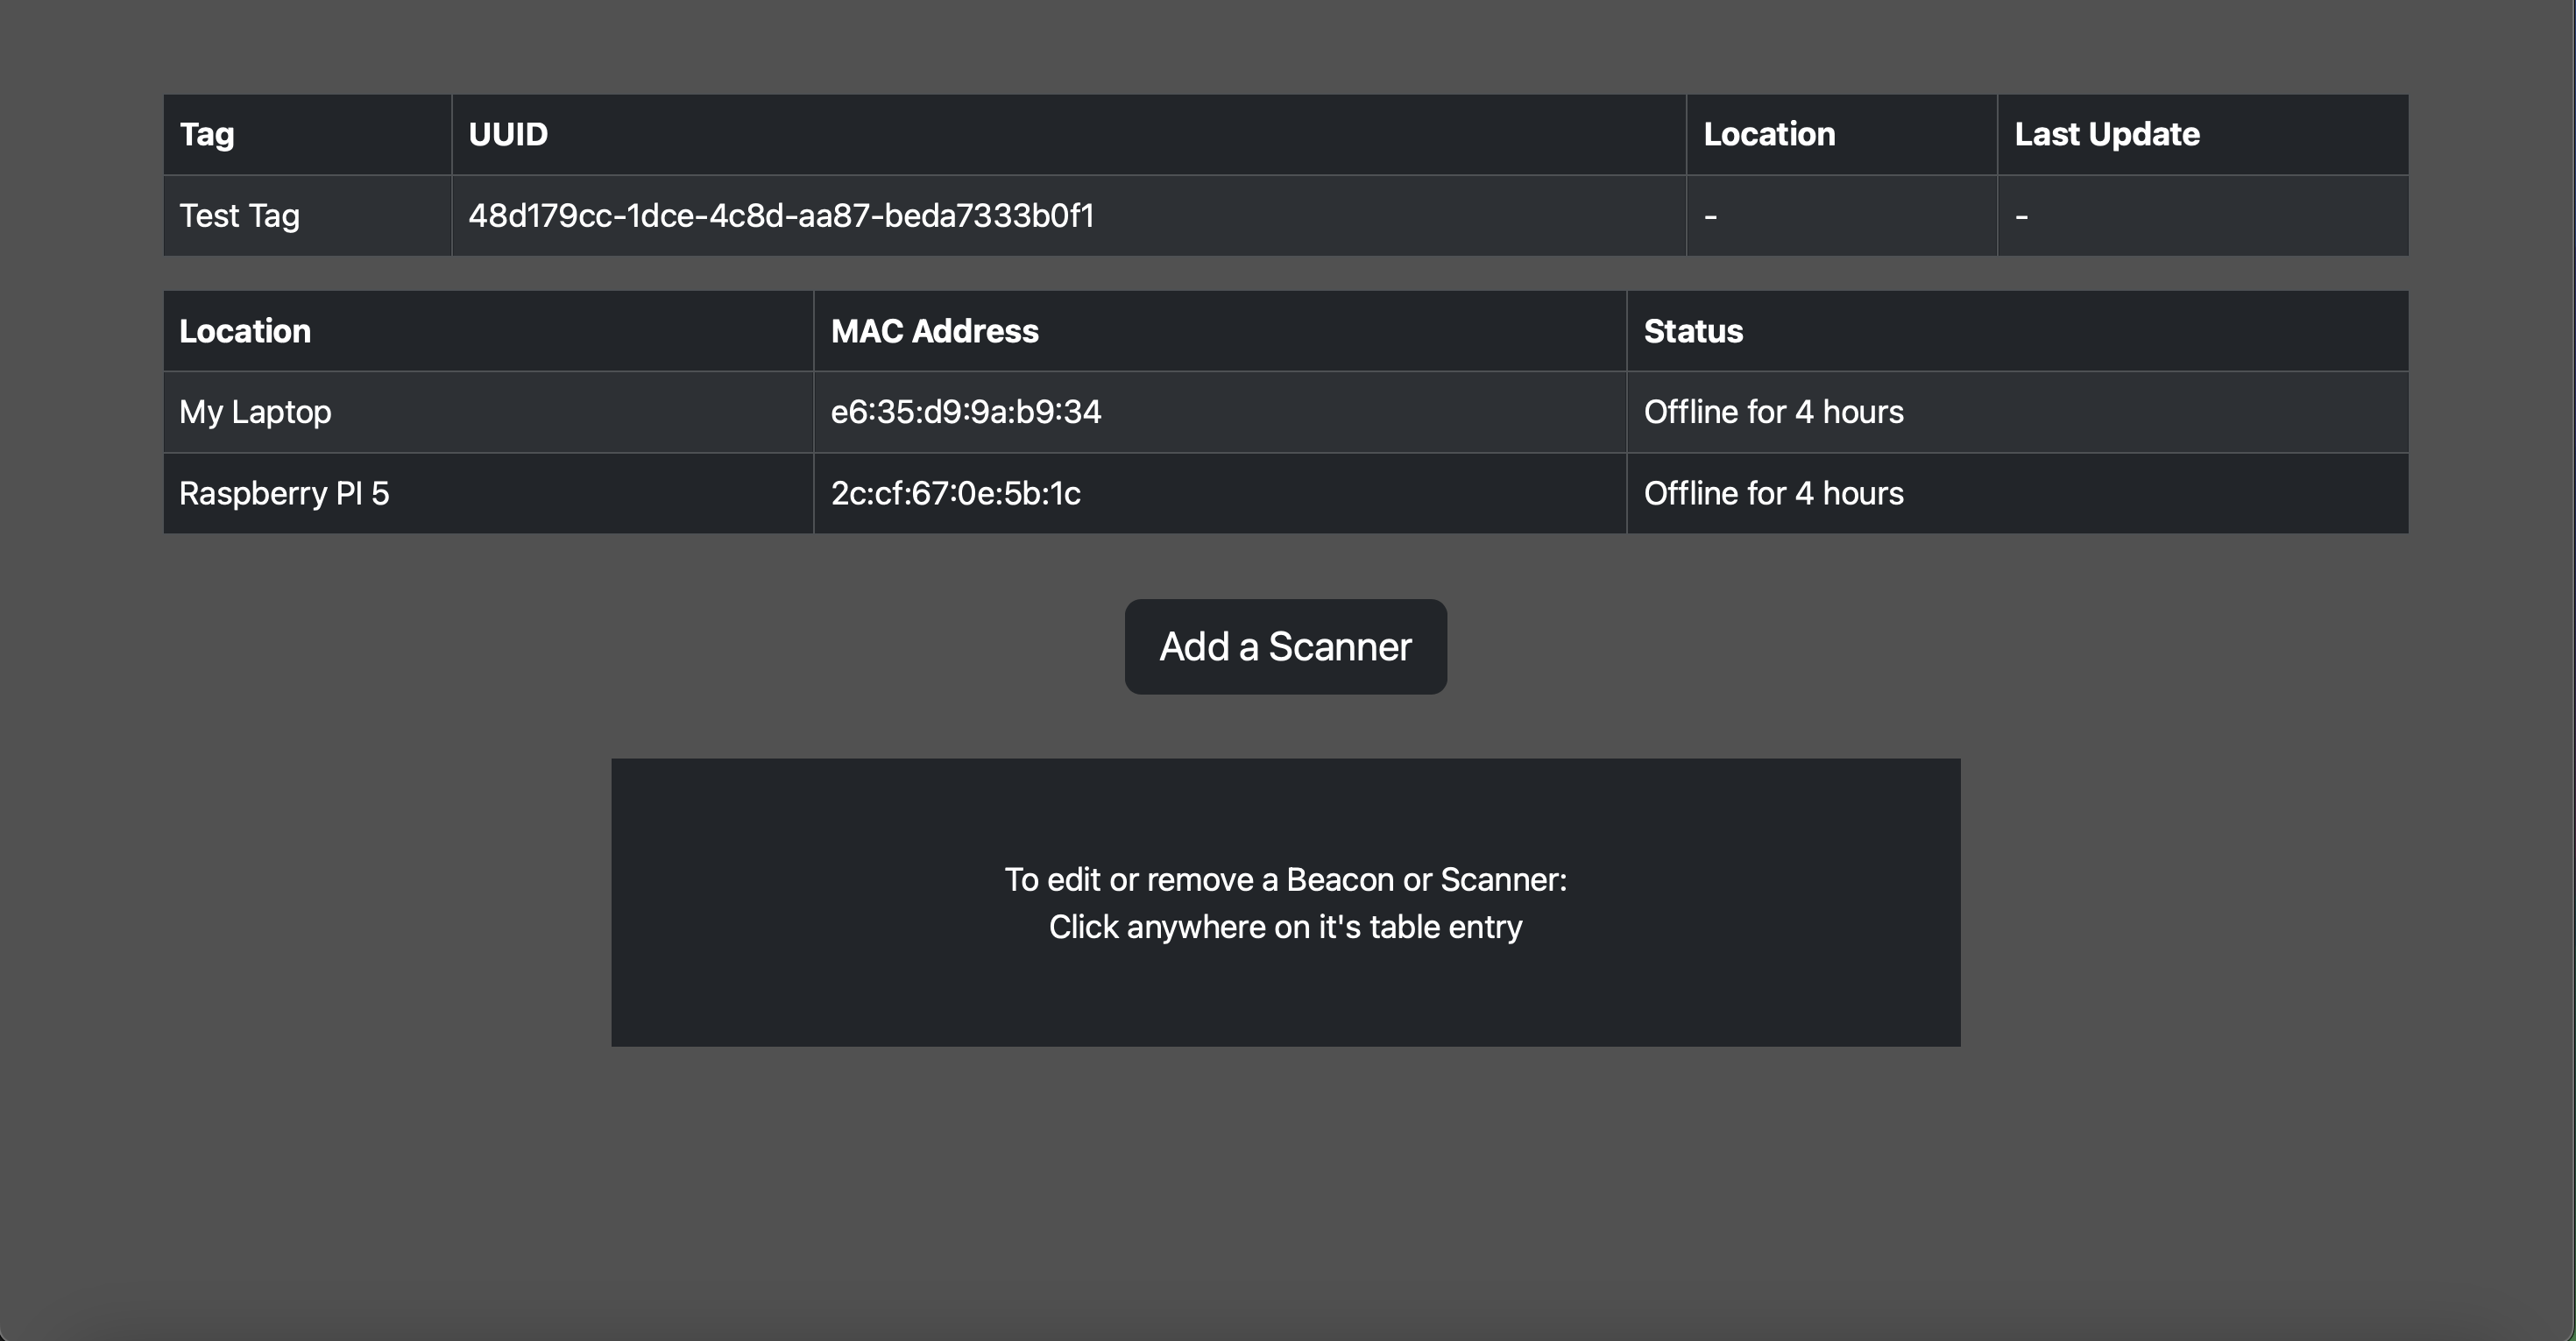 Tag UUID Location Last Update
Test Tag 48d179cc-1dce-4c8d-aa87-beda7333b0f1 - -
Location MAC Address Status
My Laptop e6:35:d9:9a:b9:34 Offline for 4 hours
Raspberry PI 5 2c:cf:67:0e:5b:1c Offline for 4 hours
Add a Scanner
To edit or remove a Beacon or Scanner:
Click anywhere on it's table entry